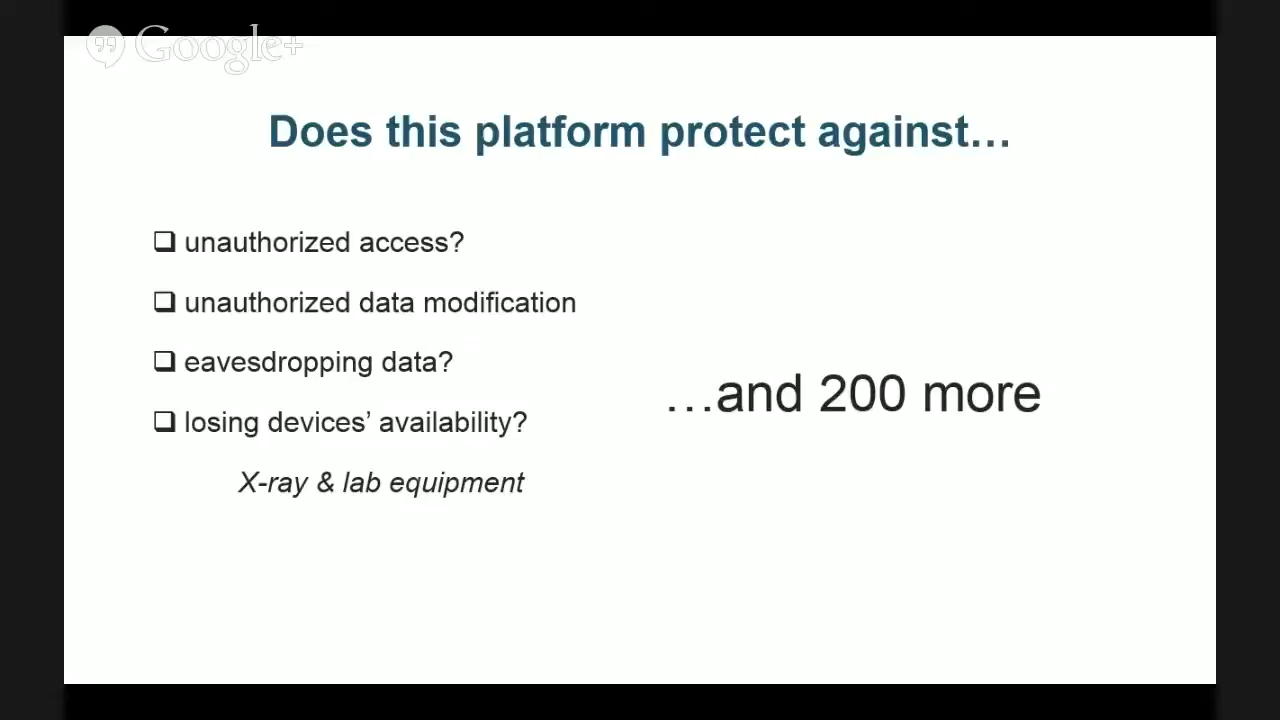 Google+
Does this platform protect against…
❑ unauthorized access?
❑ unauthorized data modification
❑ eavesdropping data?
❑ losing devices’ availability?
X-ray & lab equipment
…and 200 more